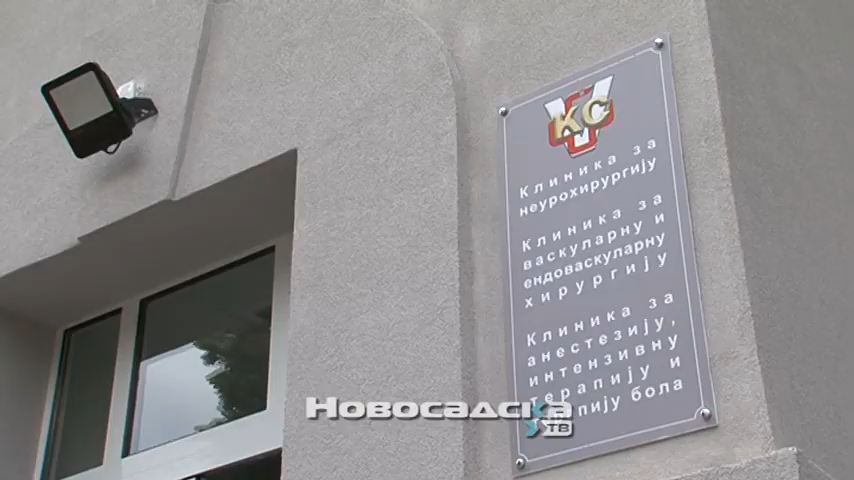 КС
Клиника за
неурохирургију
Клиника за
васкуларну и
ендоваскуларну
хирургију
Клиника за
анестезију,
интензивну
терапију и
бола
Новосадска
ТВ